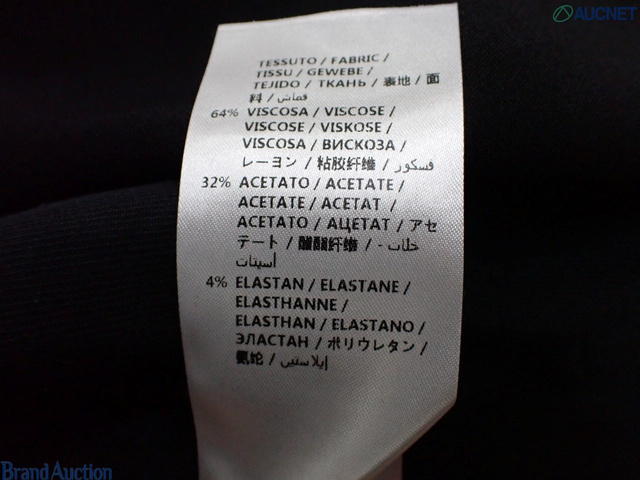 AUCNET
TESSUTO / FABRIC /
TISSU / GEWEBE /
TEJIDO / ТКАНЬ / 表地 / 面
料 / قماش
64% VISCOSA / VISCOSE /
VISCOSE / VISKOSE /
VISCOSA / ВИСКОЗА /
レーヨン / 粘胶纤维 / فسكور
32% ACETATO / ACETATE /
ACETATE / ACETAT /
ACETATO / АЦЕТАТ / アセ
テート / 醋酸纤维 / - خلات
أسيتات
4% ELASTAN / ELASTANE /
ELASTHANNE /
ELASTHAN / ELASTANO /
ЭЛАСТАН / ポリウレタン /
氨纶 / إيلاستين
Brand Auction